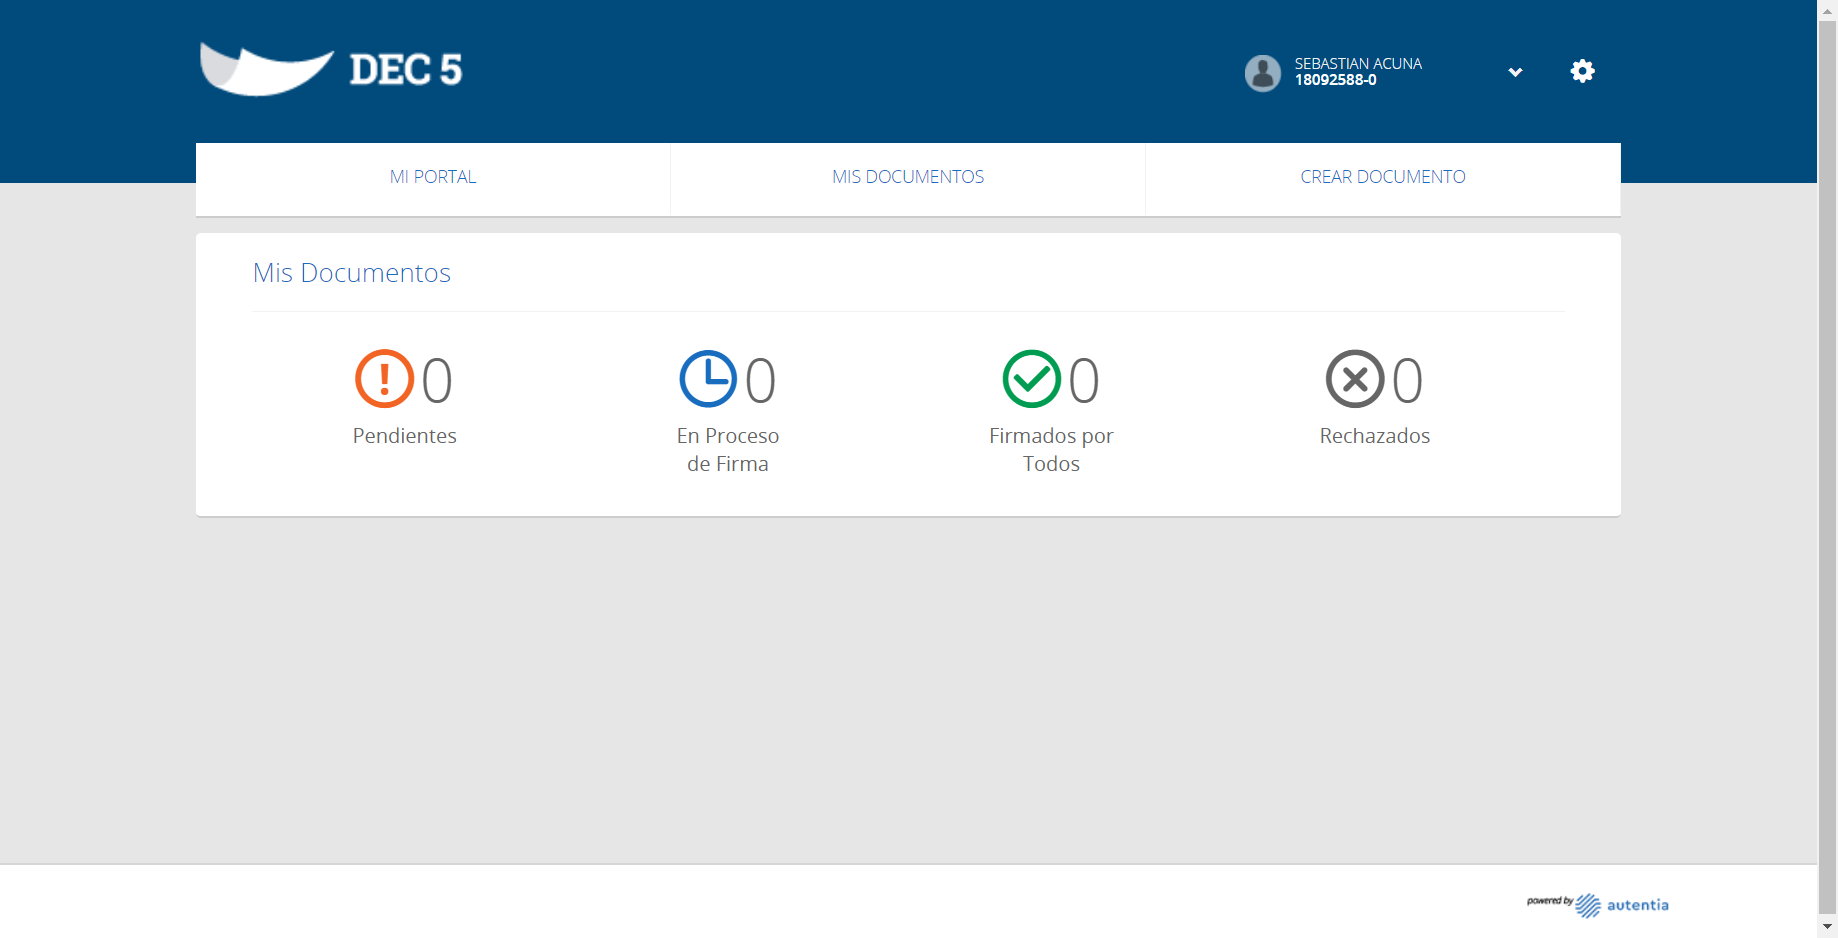 DEC 5
SEBASTIAN ACUNA
18092588-0
MI PORTAL
MIS DOCUMENTOS
CREAR DOCUMENTO
Mis Documentos
0
Pendientes
0
En Proceso
de Firma
0
Firmados por
Todos
0
Rechazados
powered by autentia